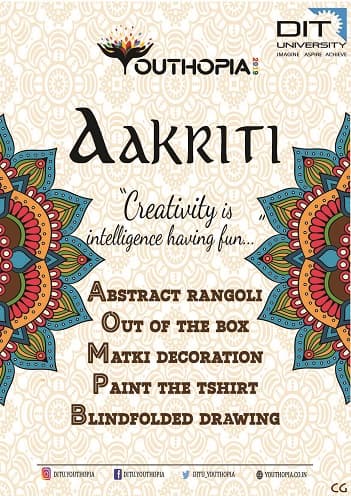 YOUTHOPIA 2019
DIT
UNIVERSITY
IMAGINE ASPIRE ACHIEVE
AAKRITI
"Creativity is
intelligence having fun..."
ABSTRACT RANGOLI
OUT OF THE BOX
MATKI DECORATION
PAINT THE TSHIRT
BLINDFOLDED DRAWING
DITU.YOUTHOPIA DITU.YOUTHOPIA DITU_YOUTHOPIA YOUTHOPIA.CO.IN
CG